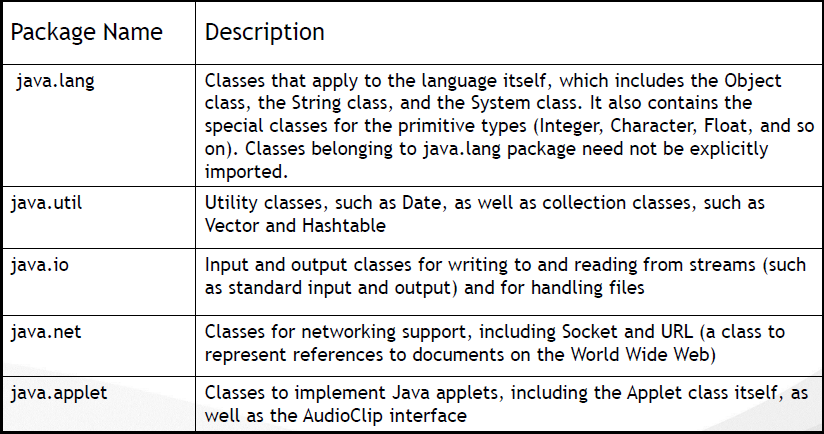 Package Name
Description
java.lang
Classes that apply to the language itself, which includes the Object
class, the String class, and the System class. It also contains the
special classes for the primitive types (Integer, Character, Float, and so
on). Classes belonging to java.lang package need not be explicitly
imported.
java.util
Utility classes, such as Date, as well as collection classes, such as
Vector and Hashtable
java.io
Input and output classes for writing to and reading from streams (such
as standard input and output) and for handling files
java.net
Classes for networking support, including Socket and URL (a class to
represent references to documents on the World Wide Web)
java.applet
Classes to implement Java applets, including the Applet class itself, as
well as the AudioClip interface